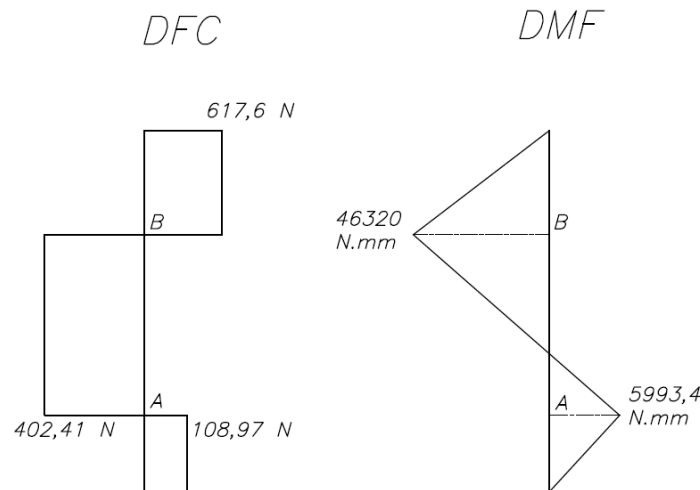 DFC
DMF
617,6 N
B
46320
N.mm
B
A
402,41 N
108,97 N
A
5993,4
N.mm